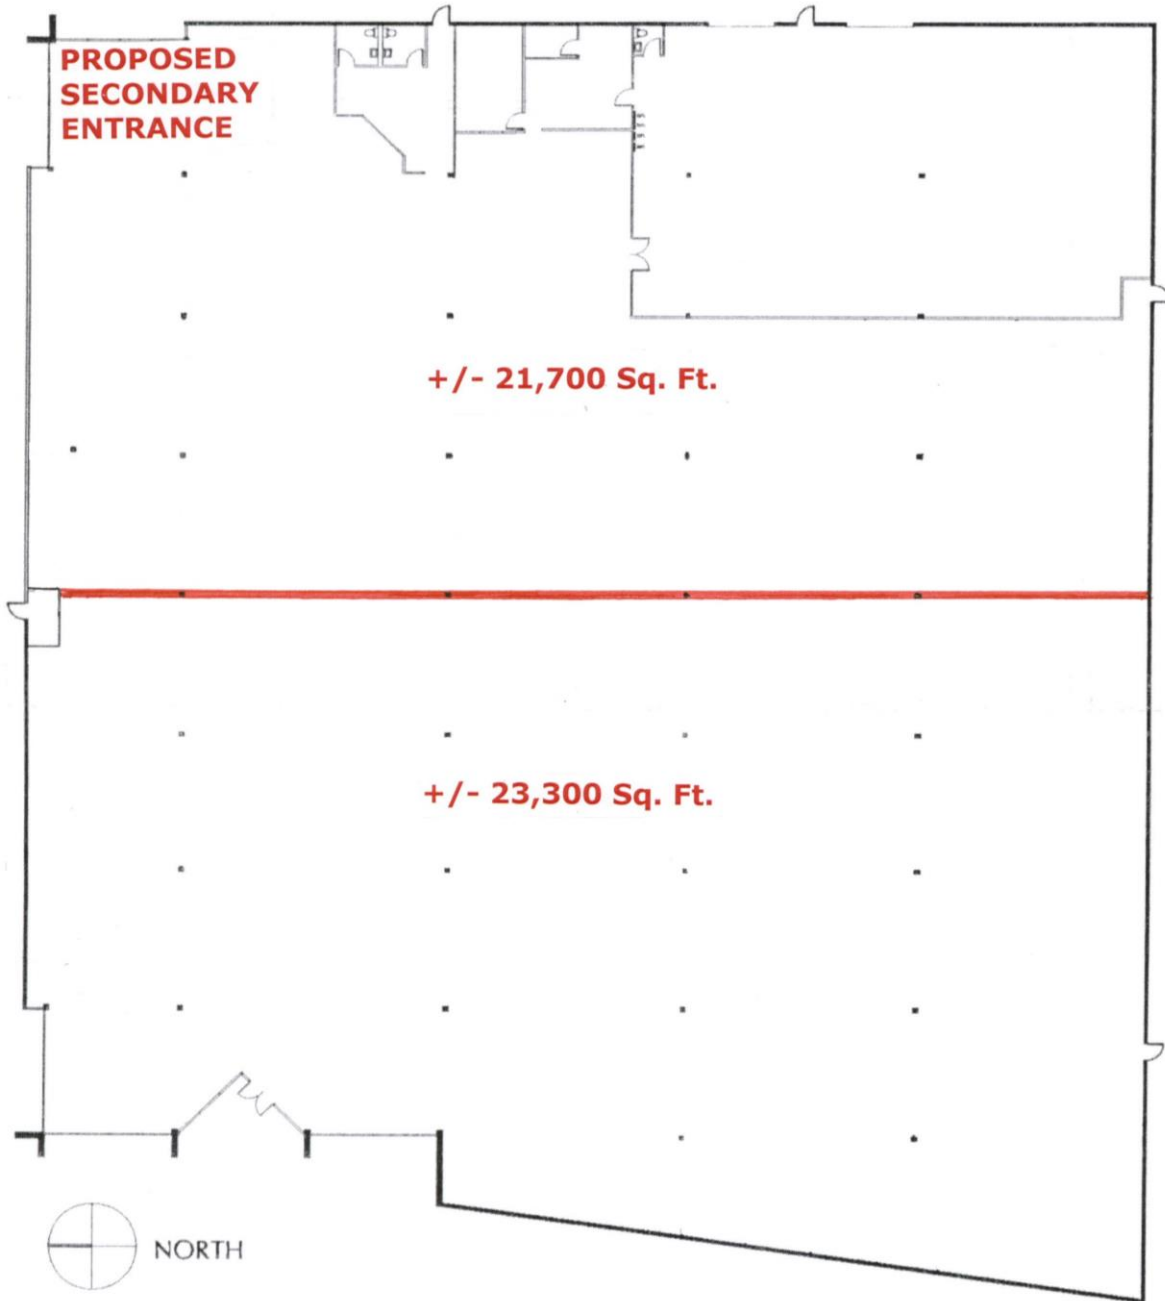 PROPOSED
SECONDARY
ENTRANCE
+/- 21,700 Sq. Ft.
+/- 23,300 Sq. Ft.
NORTH